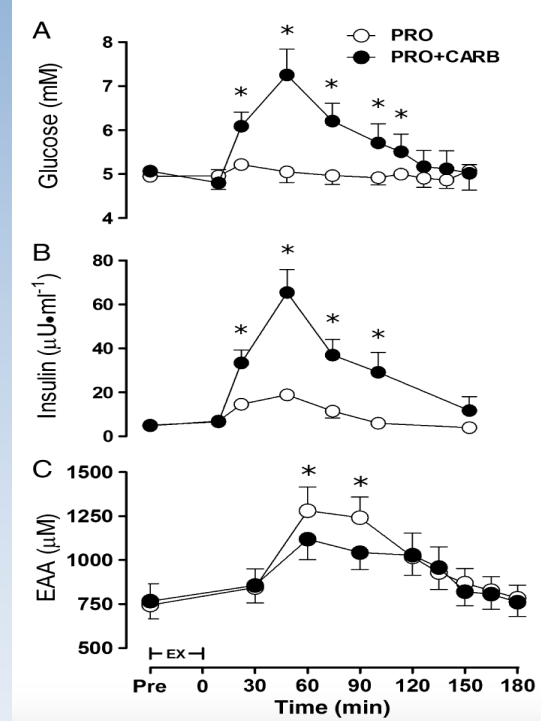 A
PRO
PRO+CARB
Glucose (mM)
8
7
6
5
4
*
*
*
*
*
B
Insulin (µU•ml⁻¹)
80
60
40
20
0
*
*
*
*
C
EAA (µM)
1500
1250
1000
750
500
*
*
EX
Pre 0 30 60 90 120 150 180
Time (min)